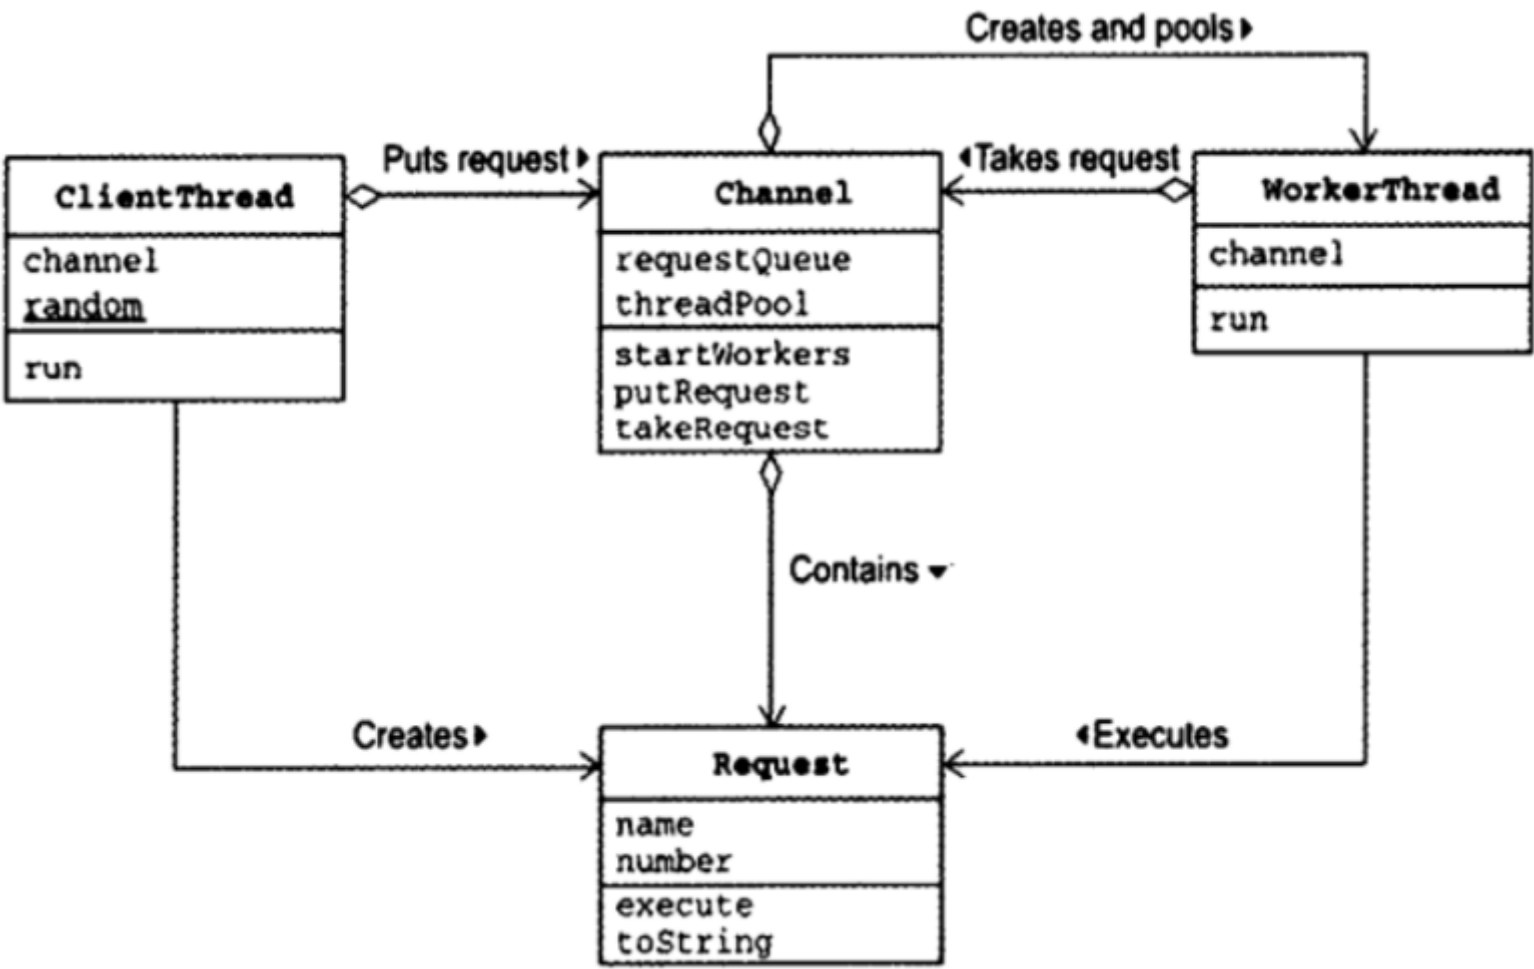 Creates and pools
Puts request
Takes request
ClientThread
channel
random
run
Channel
requestQueue
threadPool
startWorkers
putRequest
takeRequest
WorkerThread
channel
run
Contains
Creates
Executes
Request
name
number
execute
toString